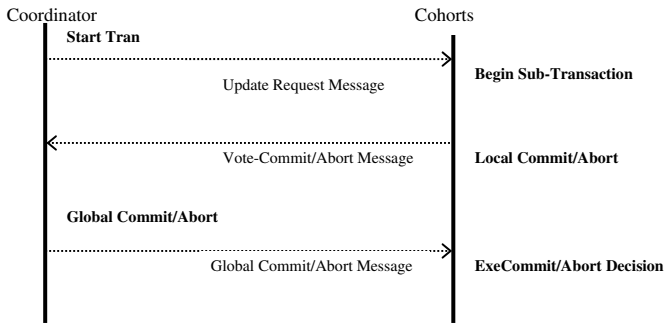 Coordinator
Cohorts
Start Tran
Update Request Message
Begin Sub-Transaction
Vote-Commit/Abort Message
Local Commit/Abort
Global Commit/Abort
Global Commit/Abort Message
ExeCommit/Abort Decision